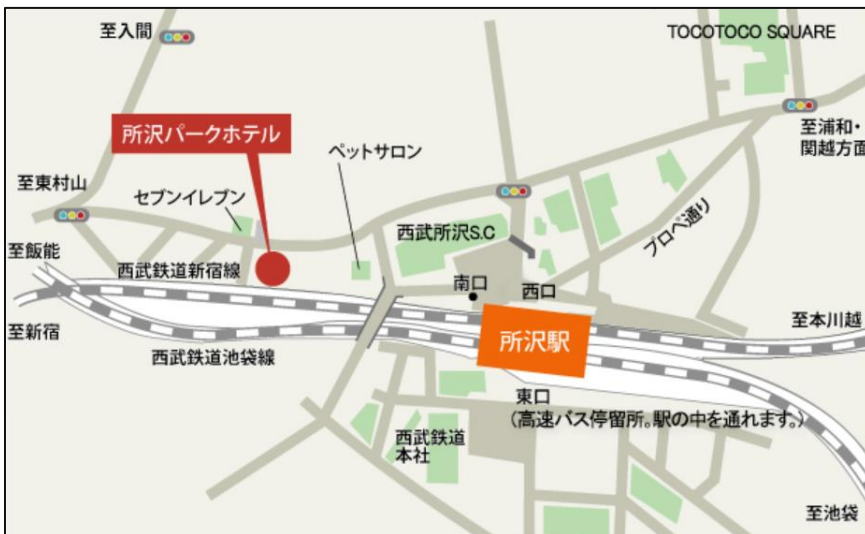 至入間
TOCOTOCO SQUARE
所沢パークホテル
ペットサロン
至浦和・
関越方面
至東村山
セブンイレブン
プロペ通り
西武所沢S.C
至飯能
西武鉄道新宿線
南口
西口
至新宿
西武鉄道池袋線
所沢駅
至本川越
東口
(高速バス停留所。駅の中を通れます。)
西武鉄道
本社
至池袋